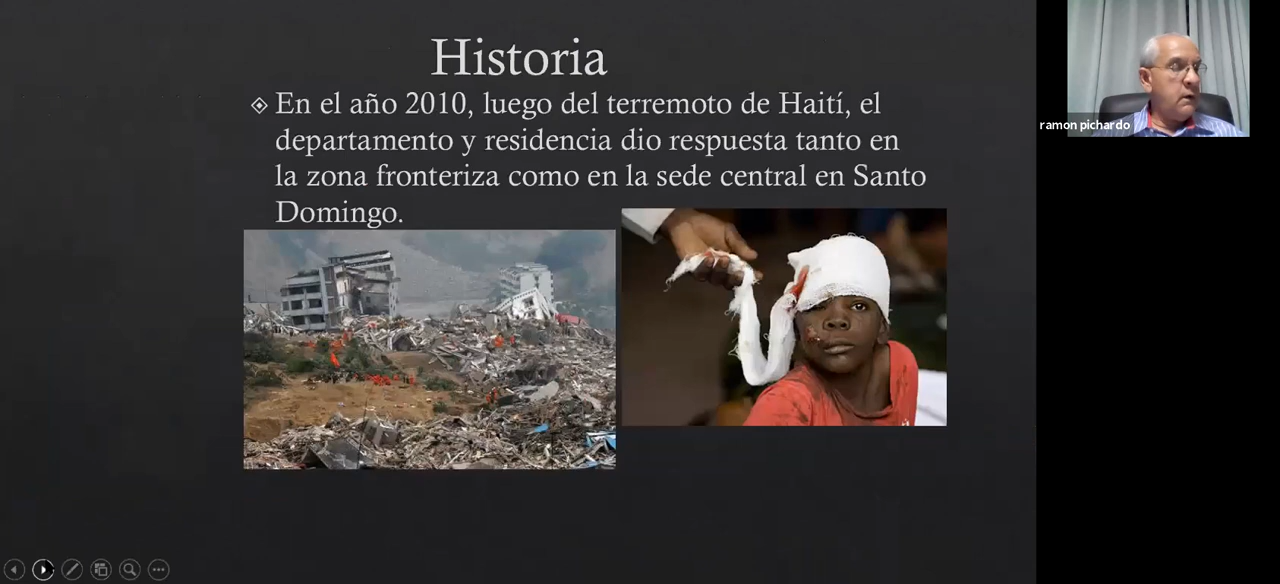 Historia
En el año 2010, luego del terremoto de Haití, el
departamento y residencia dio respuesta tanto en
la zona fronteriza como en la sede central en Santo
Domingo.
ramon pichardo